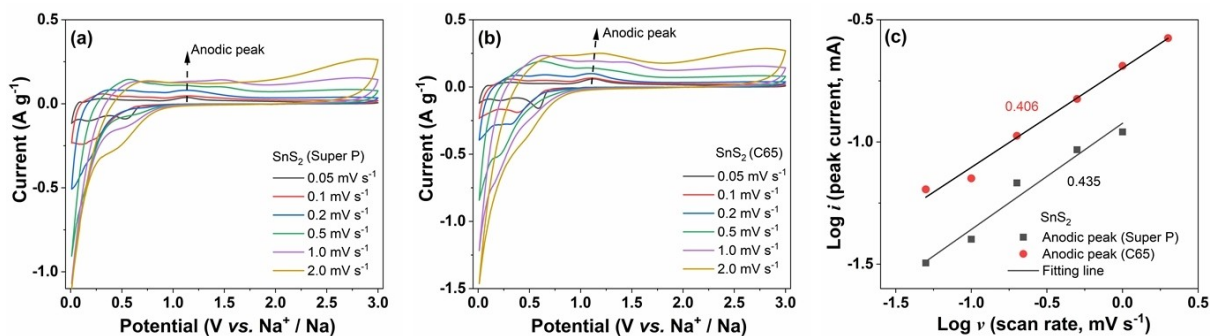 (a)
Anodic peak
SnS₂ (Super P)
0.05 mV s⁻¹
0.1 mV s⁻¹
0.2 mV s⁻¹
0.5 mV s⁻¹
1.0 mV s⁻¹
2.0 mV s⁻¹
0.5
0.0
-0.5
-1.0
Current (A g⁻¹)
0.0 0.5 1.0 1.5 2.0 2.5 3.0
Potential (V vs. Na⁺ / Na)
(b)
Anodic peak
SnS₂ (C65)
0.05 mV s⁻¹
0.1 mV s⁻¹
0.2 mV s⁻¹
0.5 mV s⁻¹
1.0 mV s⁻¹
2.0 mV s⁻¹
0.5
0.0
-0.5
-1.0
-1.5
Current (A g⁻¹)
0.0 0.5 1.0 1.5 2.0 2.5 3.0
Potential (V vs. Na⁺ / Na)
(c)
0.406
0.435
SnS₂
Anodic peak (Super P)
Anodic peak (C65)
Fitting line
-0.5
-1.0
-1.5
Log i (peak current, mA)
-1.5 -1.0 -0.5 0.0 0.5
Log ν (scan rate, mV s⁻¹)